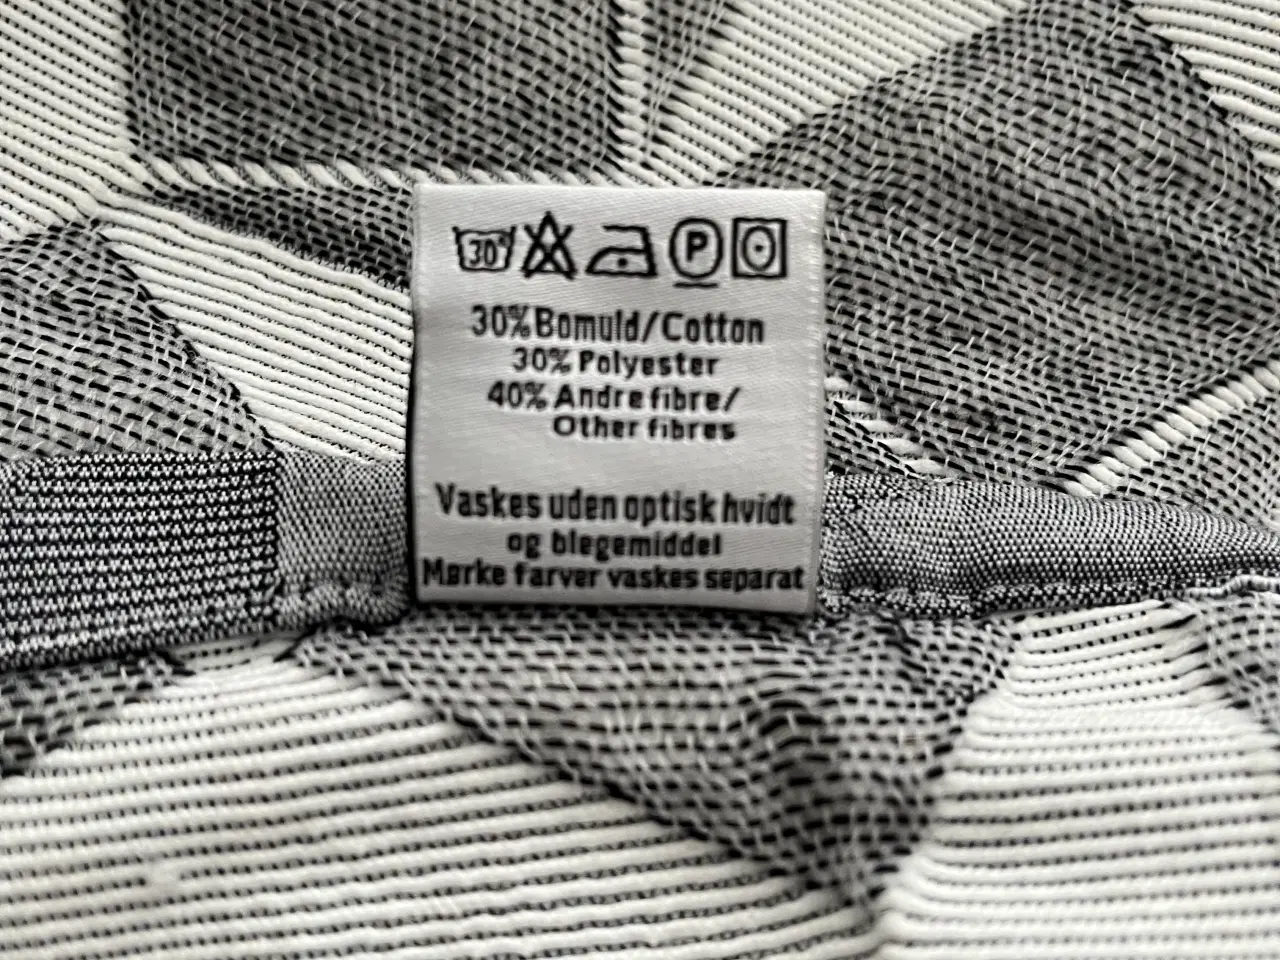 30° P
30% Bomuld/Cotton
30% Polyester
40% Andre fibre/
Other fibres
Vaskes uden optisk hvidt
og blegemiddel
Mørke farver vaskes separat